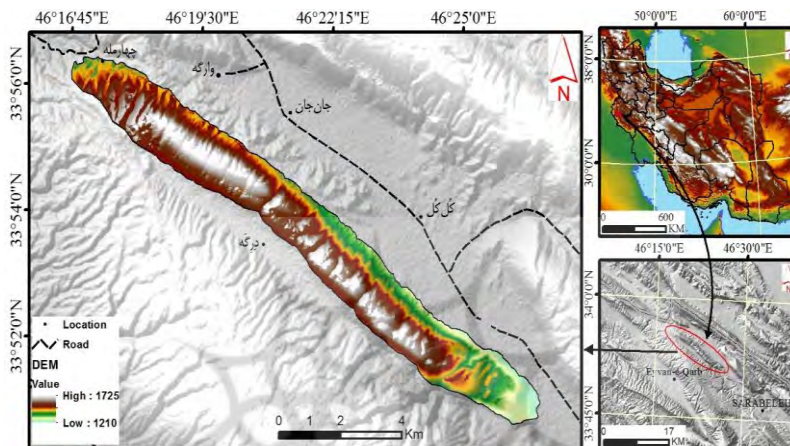 46°16'45"E 46°19'30"E 46°22'15"E 46°25'0"E
33°56'0"N
33°54'0"N
33°52'0"N
چهارمله
وارگه
جان‌جان
گُل گُل
درگه
N
Location
Road
DEM
Value
High : 1725
Low : 1210
0 2 4
Km
50°0'0"E 60°0'0"E
38°0'0"N
30°0'0"N
0 600
KM
46°15'0"E 46°30'0"E
34°0'0"N
33°45'0"N
Eyvan-e-Qarb
SARABELEH
0 17
KM